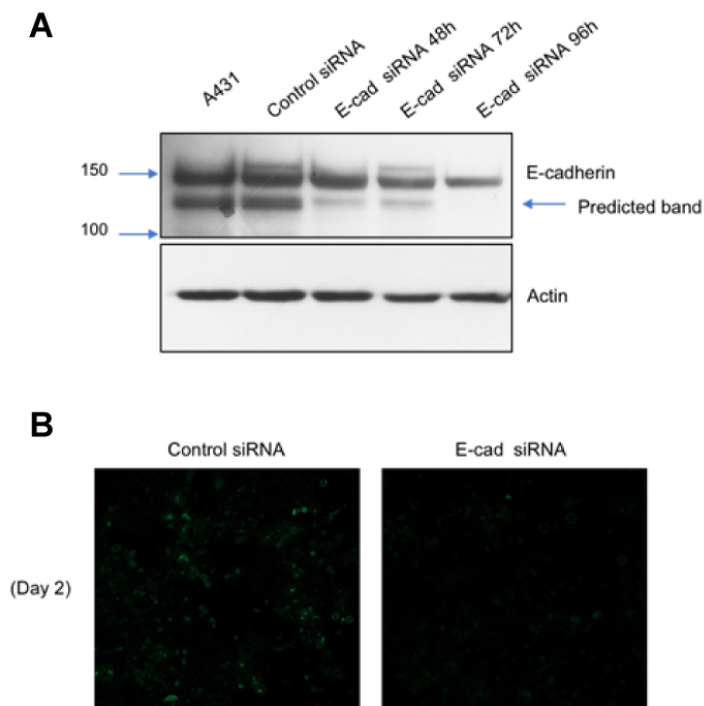 A
A431
Control siRNA
E-cad siRNA 48h
E-cad siRNA 72h
E-cad siRNA 96h
150
E-cadherin
Predicted band
100
Actin
B
Control siRNA
E-cad siRNA
(Day 2)